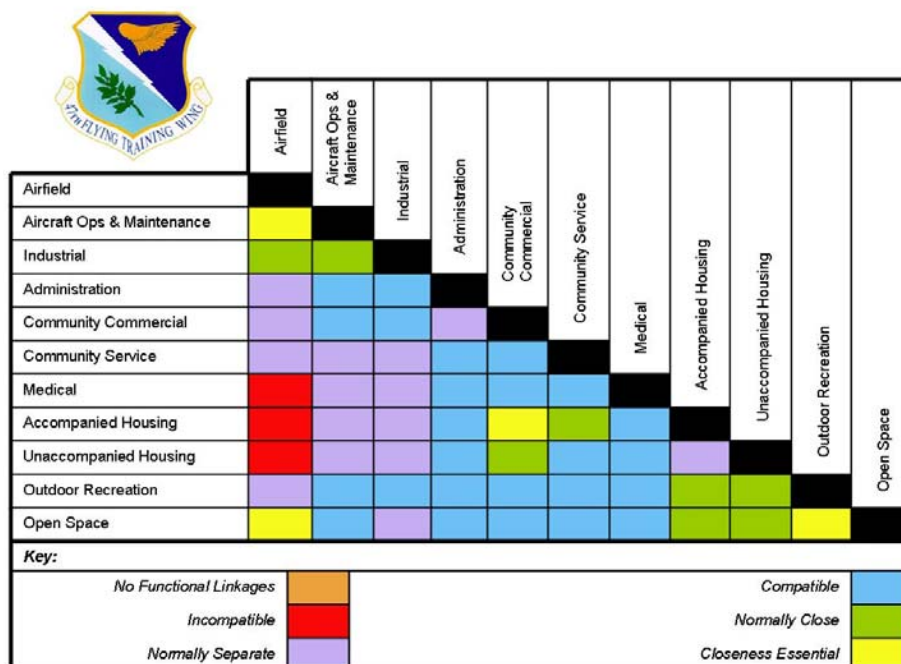 47TH FLYING TRAINING WING
Airfield
Aircraft Ops &
Maintenance
Industrial
Administration
Community
Commercial
Community Service
Medical
Accompanied Housing
Unaccompanied Housing
Outdoor Recreation
Open Space
Airfield
Aircraft Ops & Maintenance
Industrial
Administration
Community Commercial
Community Service
Medical
Accompanied Housing
Unaccompanied Housing
Outdoor Recreation
Open Space
Key:
No Functional Linkages
Compatible
Incompatible
Normally Close
Normally Separate
Closeness Essential